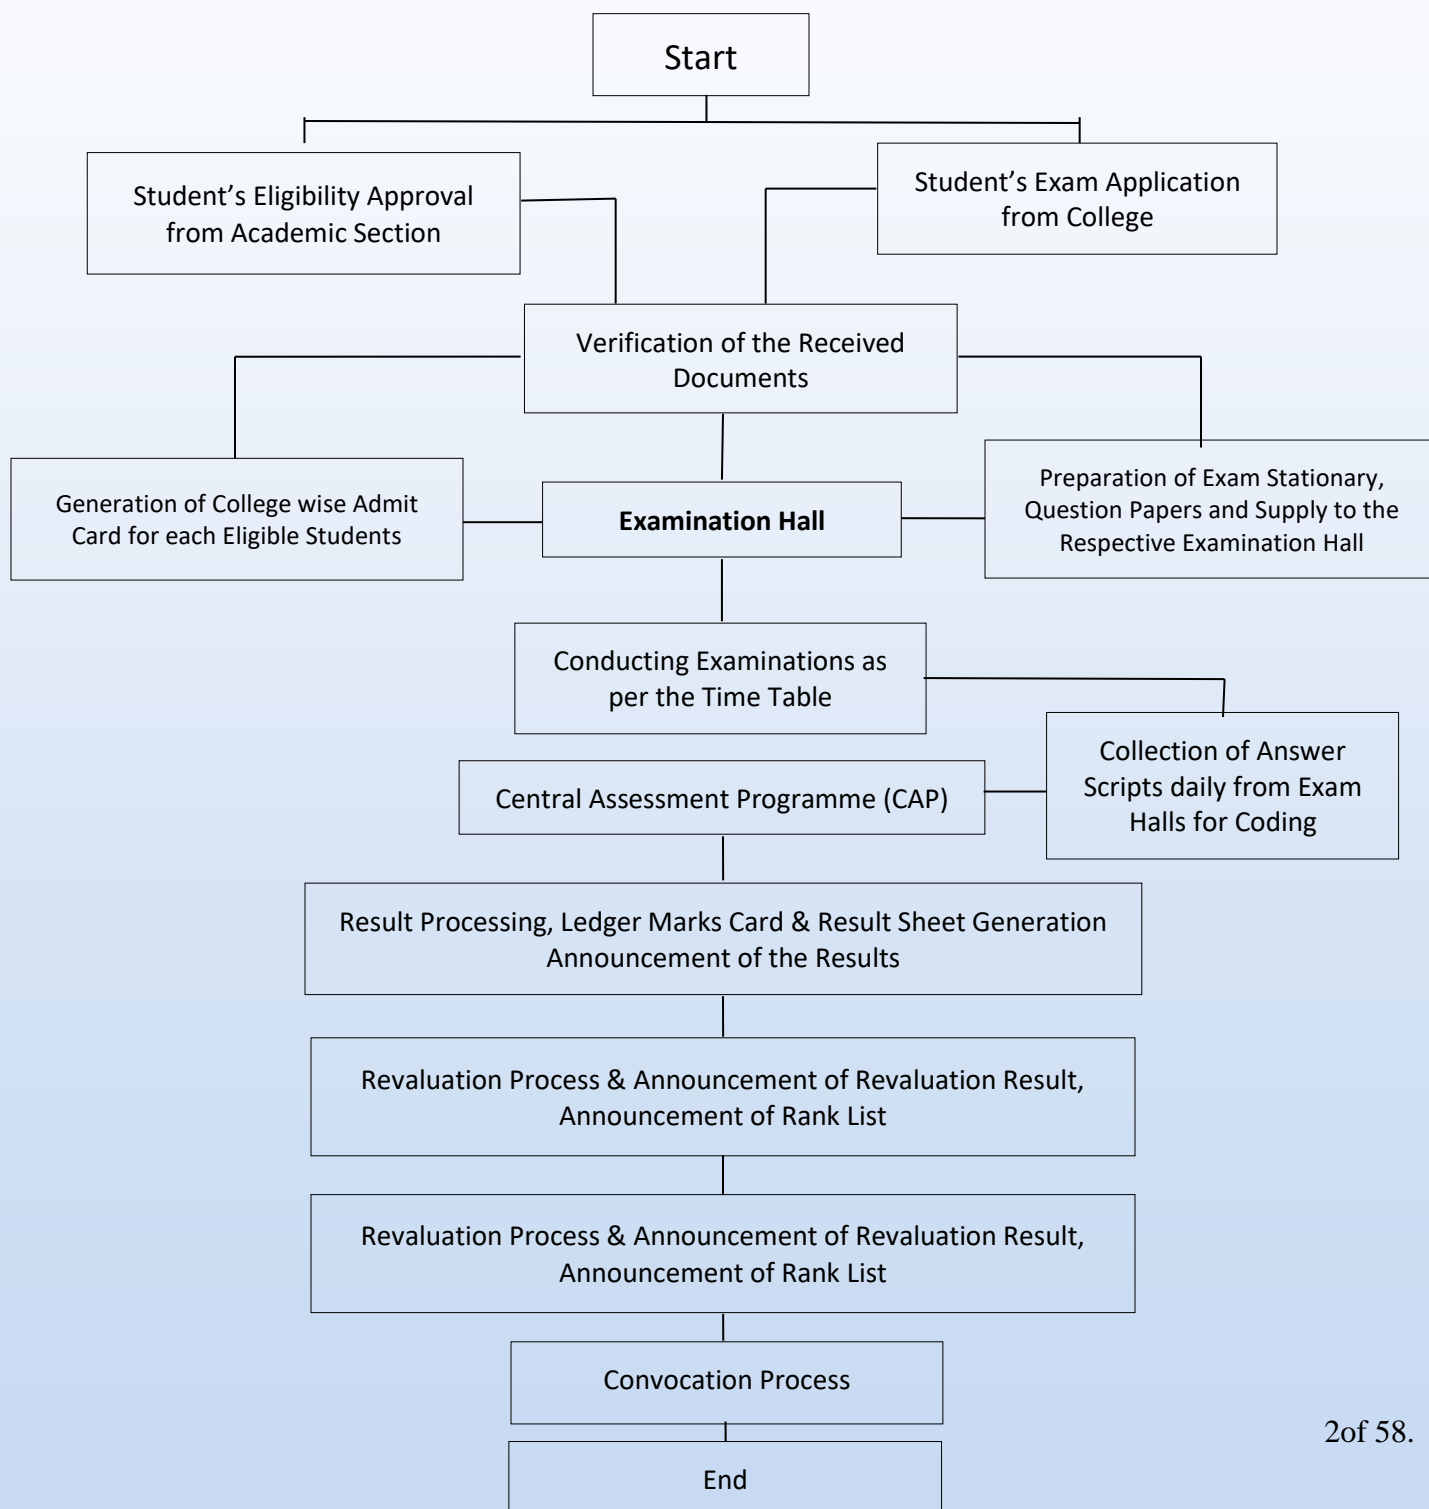 Start
Student’s Eligibility Approval
from Academic Section
Student’s Exam Application
from College
Verification of the Received
Documents
Generation of College wise Admit
Card for each Eligible Students
Examination Hall
Preparation of Exam Stationary,
Question Papers and Supply to the
Respective Examination Hall
Conducting Examinations as
per the Time Table
Collection of Answer
Scripts daily from Exam
Halls for Coding
Central Assessment Programme (CAP)
Result Processing, Ledger Marks Card & Result Sheet Generation
Announcement of the Results
Revaluation Process & Announcement of Revaluation Result,
Announcement of Rank List
Revaluation Process & Announcement of Revaluation Result,
Announcement of Rank List
Convocation Process
End
2of 58.